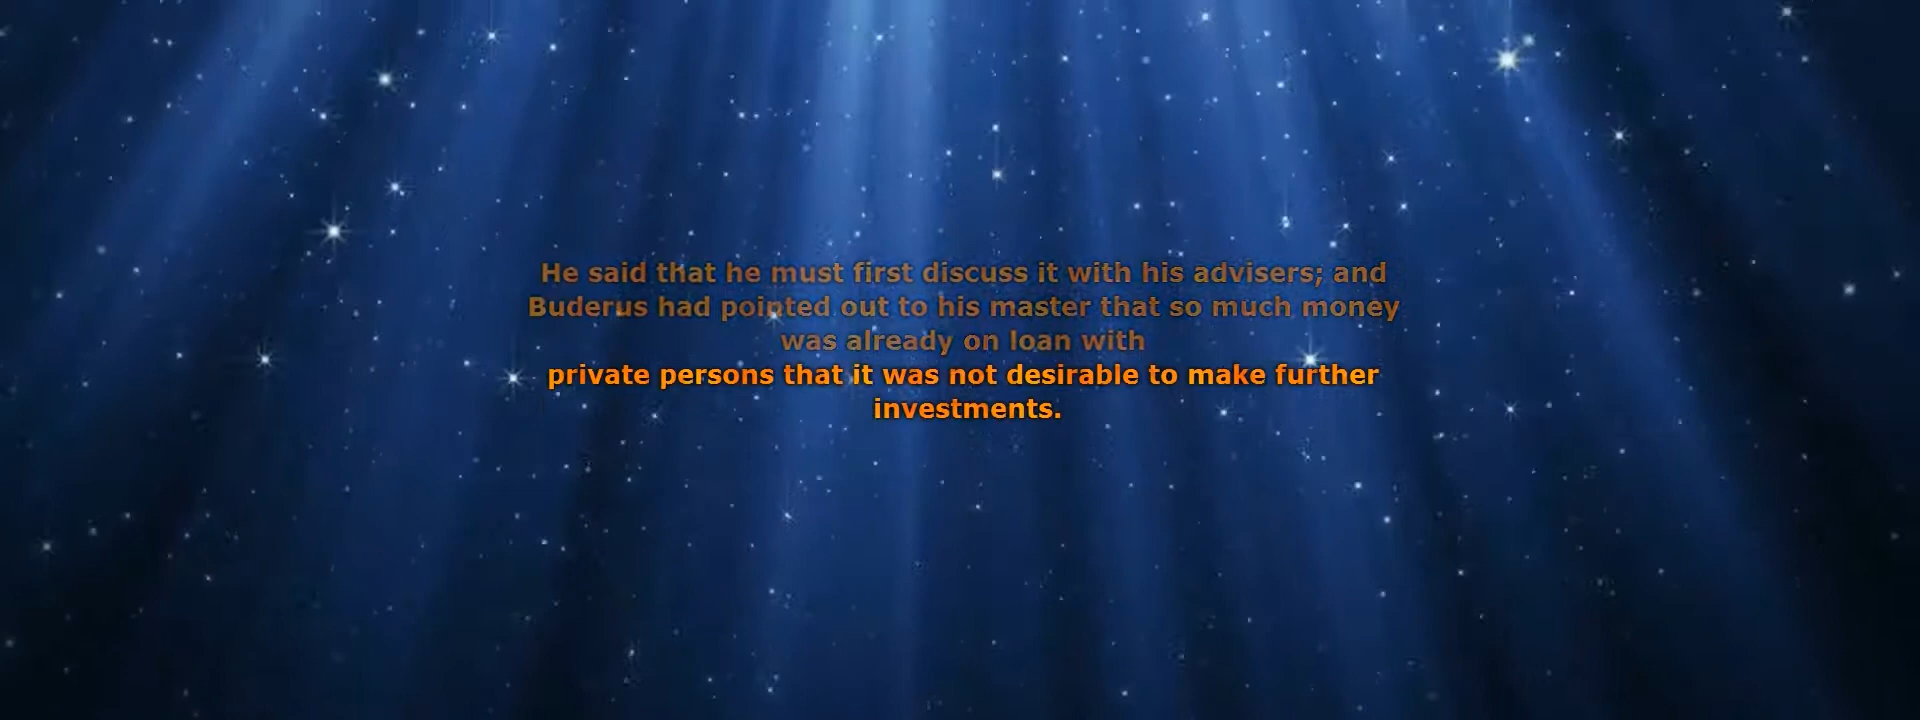 He said that he must first discuss it with his advisers; and
Buderus had pointed out to his master that so much money
was already on loan with
private persons that it was not desirable to make further
investments.